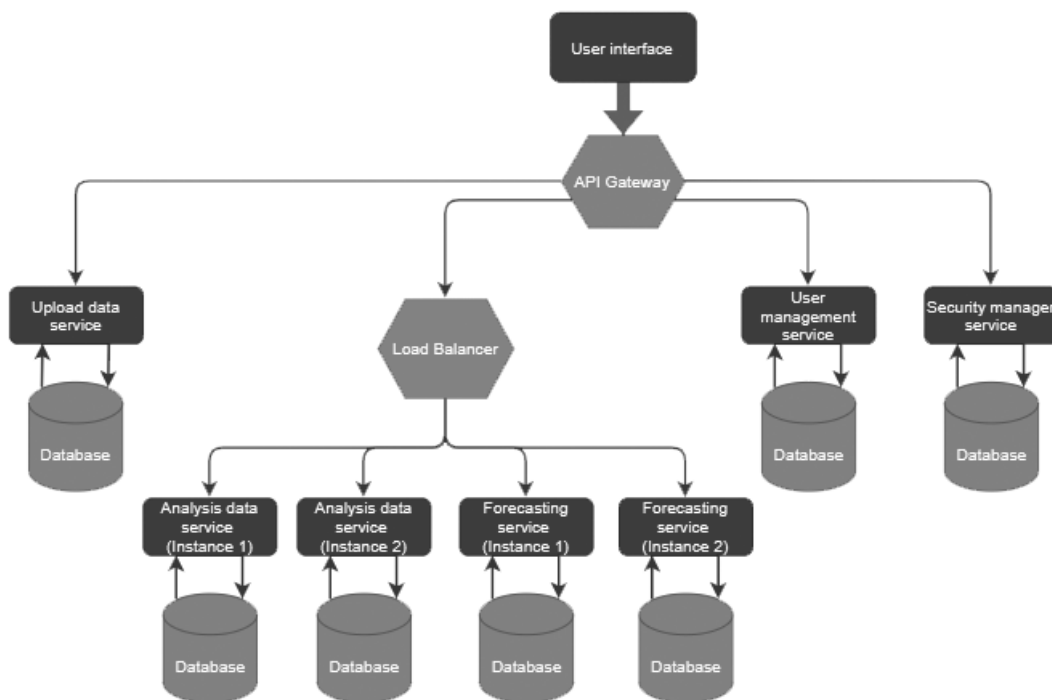 User interface
API Gateway
Upload data
service
Load Balancer
User
management
service
Security manager
service
Database
Database
Database
Analysis data
service
(Instance 1)
Analysis data
service
(Instance 2)
Forecasting
service
(Instance 1)
Forecasting
service
(Instance 2)
Database
Database
Database
Database